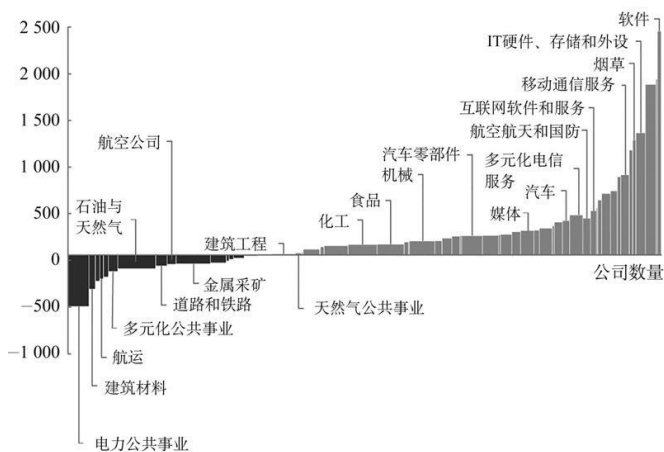 2 500
2 000
1 500
1 000
500
0
−500
−1 000
软件
IT硬件、存储和外设
烟草
移动通信服务
互联网软件和服务
航空航天和国防
多元化电信
服务
汽车
媒体
汽车零部件
机械
食品
化工
航空公司
石油与
天然气
建筑工程
公司数量
金属采矿
道路和铁路
天然气公共事业
多元化公共事业
航运
建筑材料
电力公共事业